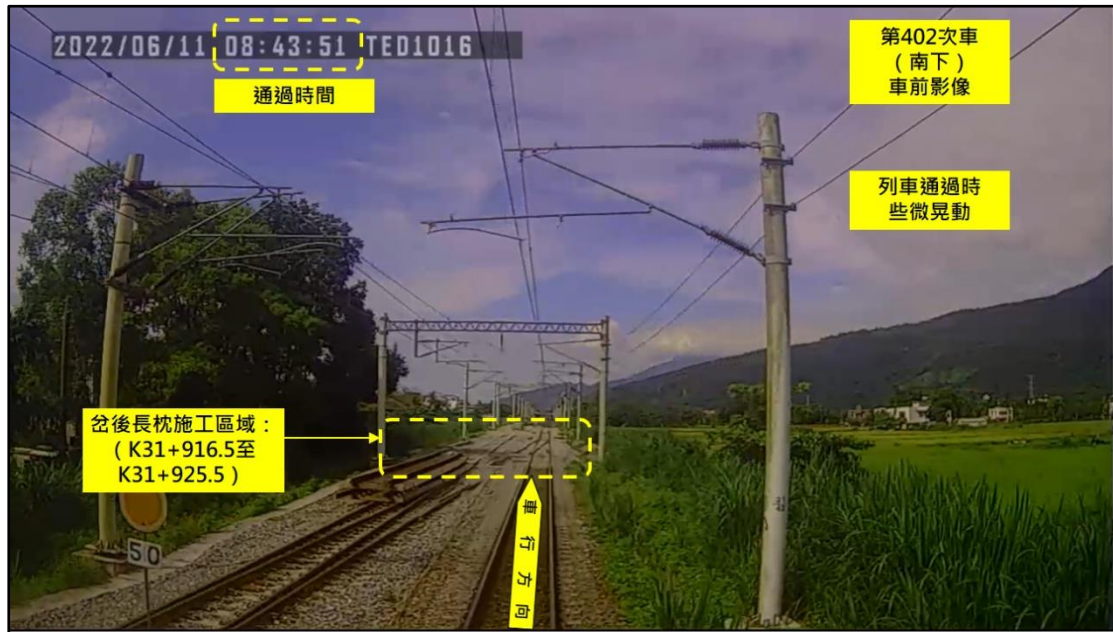 2022/06/11 08:43:51 TED1016
通過時間
第402次車
（南下）
車前影像
列車通過時
些微晃動
岔後長枕施工區域：
（K31+916.5至
K31+925.5）
50
車行方向